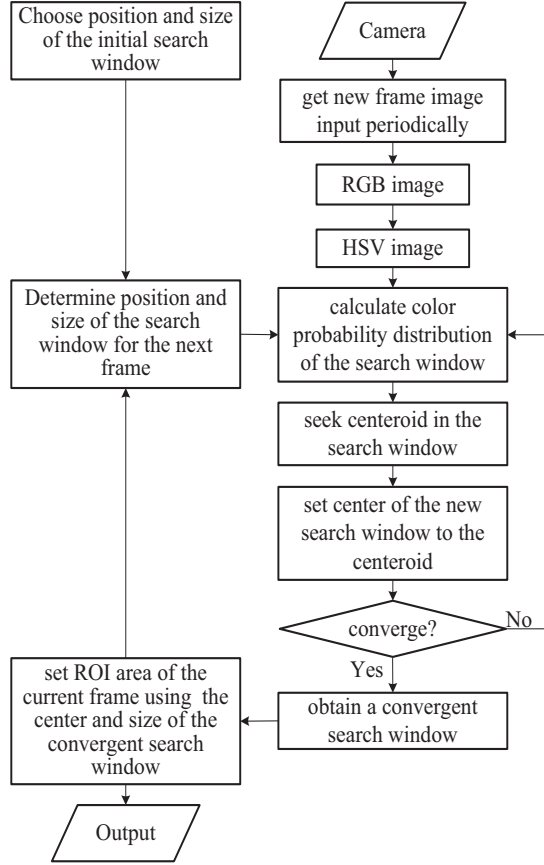 Choose position and size
of the initial search
window
Camera
get new frame image
input periodically
RGB image
HSV image
Determine position and
size of the search
window for the next
frame
calculate color
probability distribution
of the search window
seek centeroid in the
search window
set center of the new
search window to the
centeroid
converge?
No
Yes
set ROI area of the
current frame using the
center and size of the
convergent search
window
obtain a convergent
search window
Output